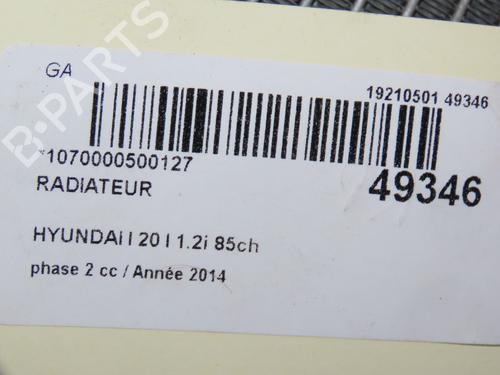 GA
19210501 49346
*1070000500127
49346
RADIATEUR
HYUNDAI I 20 I 1.2i 85ch
phase 2 cc / Année 2014
B-PARTS